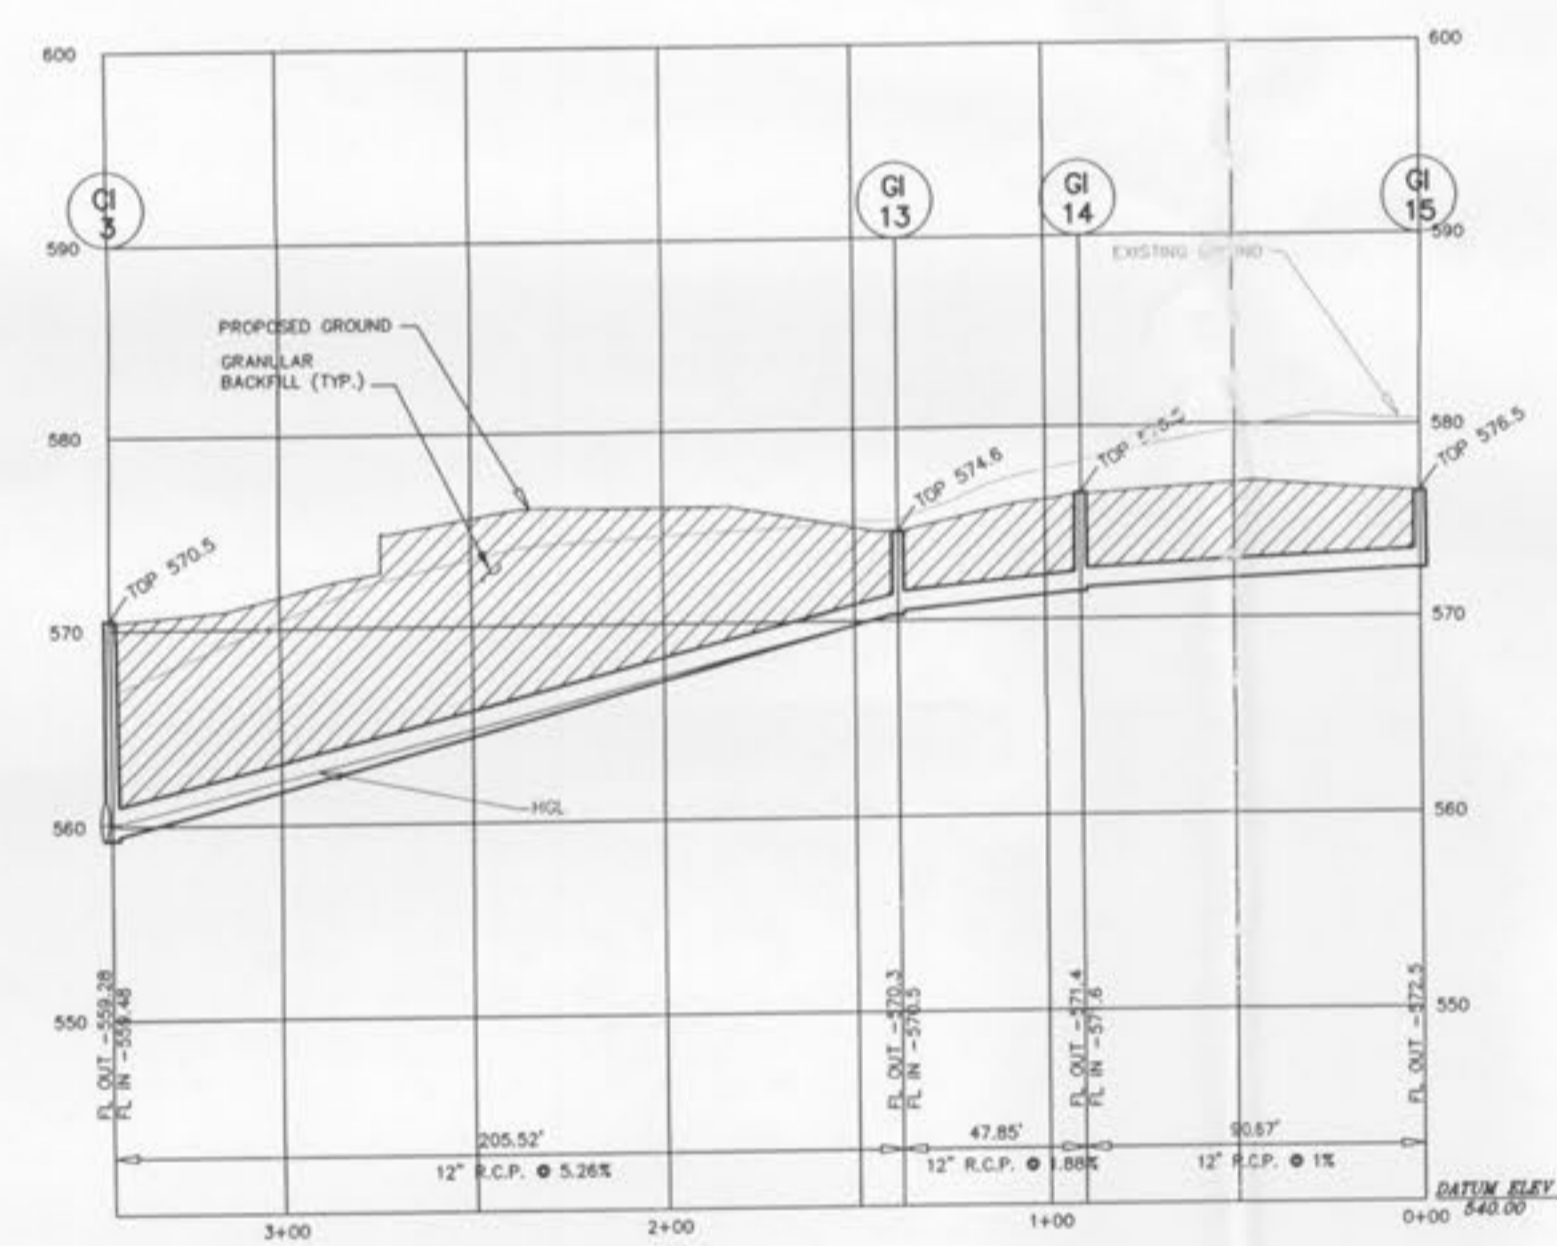 600
600
CI
3
GI
13
GI
14
GI
15
590
590
EXISTING
PROPOSED GROUND
GRANULAR
BACKFILL (TYP.)
580
580
TOP 570.5
TOP 574.6
TOP
TOP 576.5
570
570
HGL
560
560
550
550
FL OUT -559.28
FL IN -559.48
FL OUT -570.3
FL IN -570.5
FL OUT -571.4
FL IN -571.6
FL OUT -572.5
205.52'
12" R.C.P. @ 5.26%
47.85'
12" R.C.P. @ 1.88%
90.67'
12" R.C.P. @ 1%
DATUM ELEV
540.00
3+00
2+00
1+00
0+00